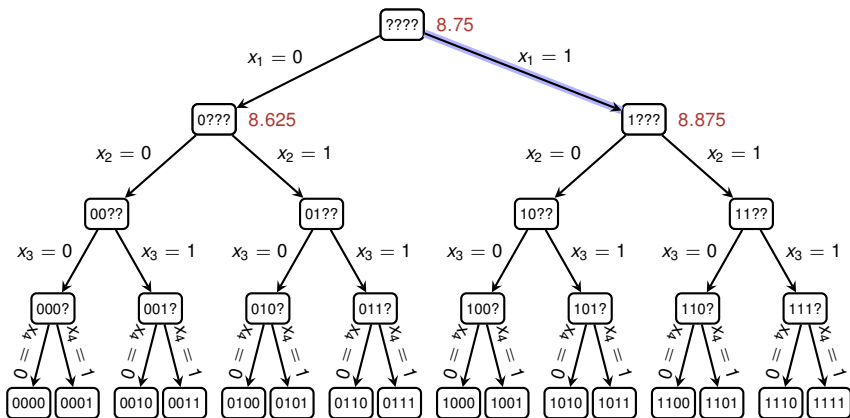 ???? 8.75
x₁ = 0 x₁ = 1
0??? 8.625 1??? 8.875
x₂ = 0 x₂ = 1 x₂ = 0 x₂ = 1
00?? 01?? 10?? 11??
x₃ = 0 x₃ = 1 x₃ = 0 x₃ = 1 x₃ = 0 x₃ = 1 x₃ = 0 x₃ = 1
000? 001? 010? 011? 100? 101? 110? 111?
x₄ = 0 x₄ = 1 x₄ = 0 x₄ = 1 x₄ = 0 x₄ = 1 x₄ = 0 x₄ = 1 x₄ = 0 x₄ = 1 x₄ = 0 x₄ = 1 x₄ = 0 x₄ = 1 x₄ = 0 x₄ = 1
0000 0001 0010 0011 0100 0101 0110 0111 1000 1001 1010 1011 1100 1101 1110 1111